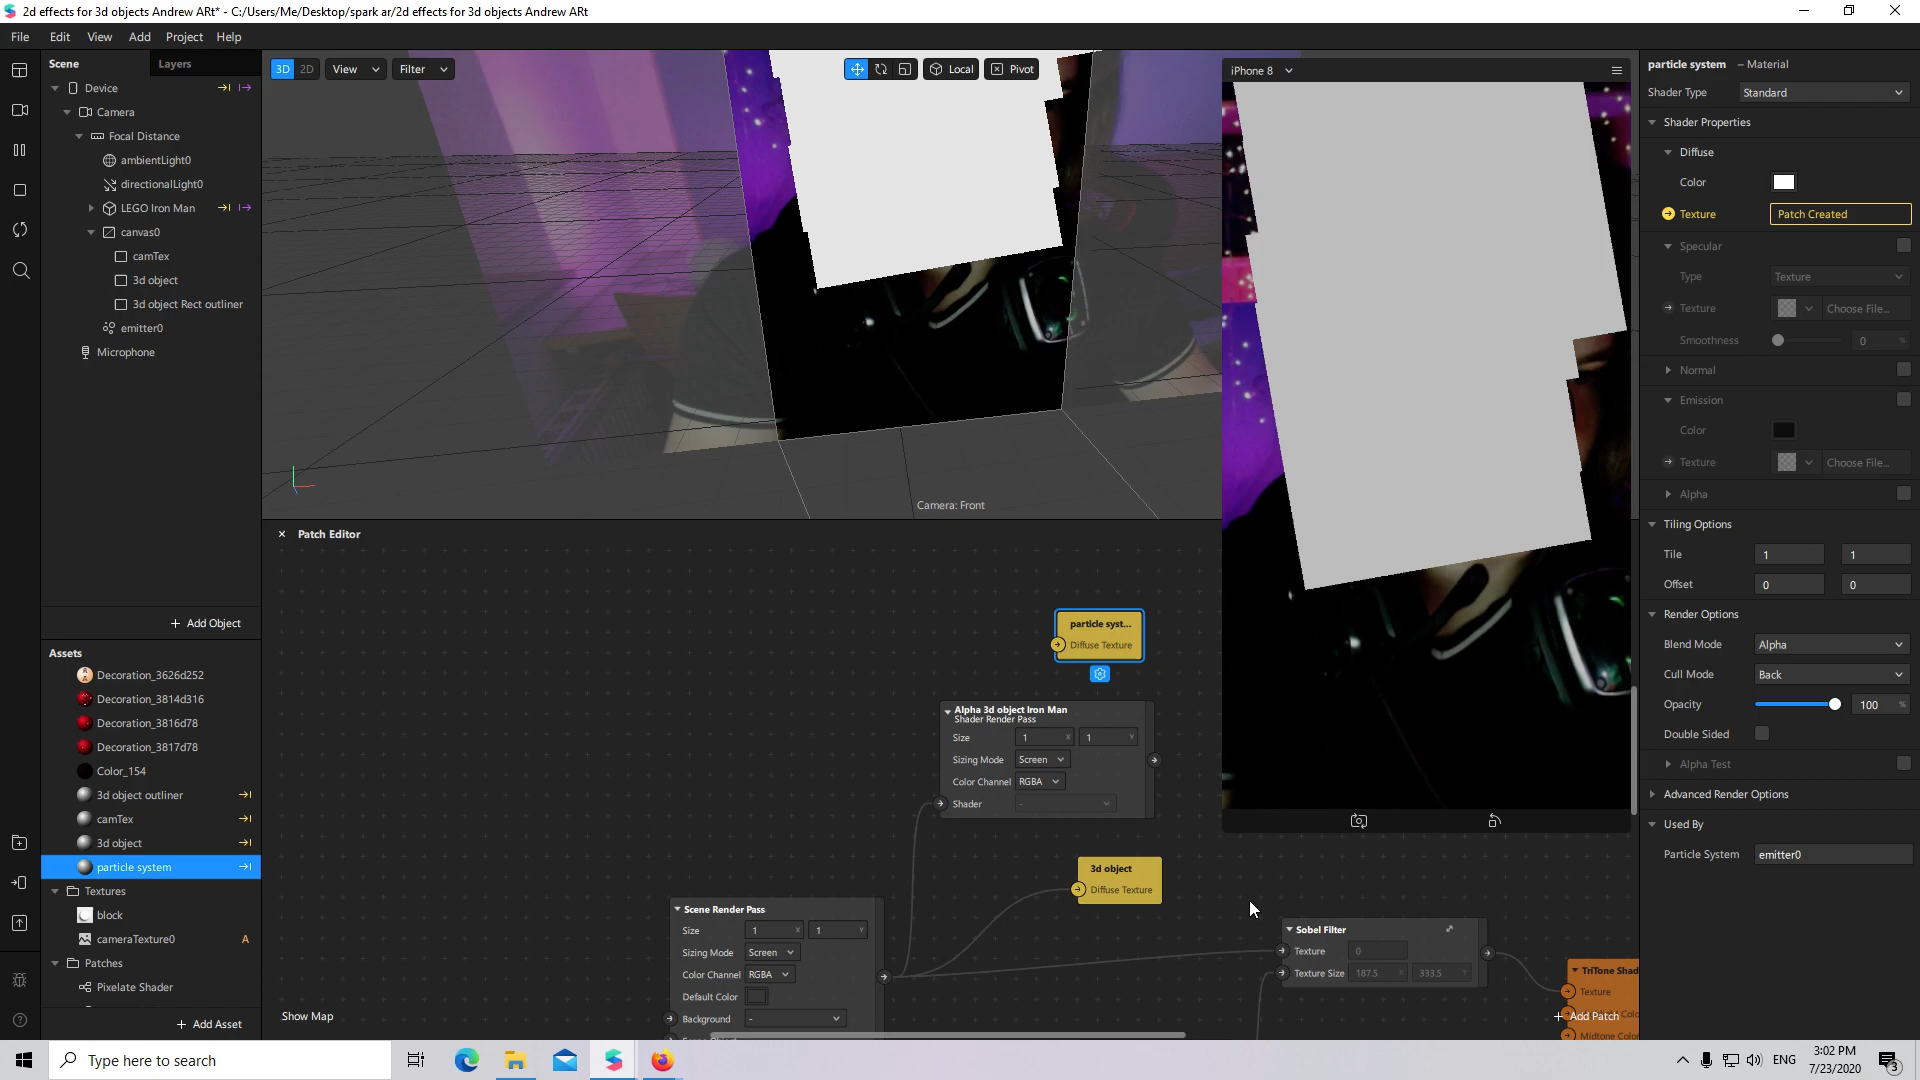 2d effects for 3d objects Andrew ARt* - C:/Users/Me/Desktop/spark ar/2d effects for 3d objects Andrew ARt
File Edit View Add Project Help
Scene Layers
Device
Camera
Focal Distance
ambientLight0
directionalLight0
LEGO Iron Man
canvas0
camTex
3d object
3d object Rect outliner
emitter0
Microphone
+ Add Object
Assets
Decoration_3626d252
Decoration_3814d316
Decoration_3816d78
Decoration_3817d78
Color_154
3d object outliner
camTex
3d object
particle system
Textures
block
cameraTexture0 A
Patches
Pixelate Shader
+ Add Asset
3D 2D View Filter Local Pivot
Camera: Front
iPhone 8
Patch Editor
particle syst...
Diffuse Texture
Alpha 3d object Iron Man
Shader Render Pass
Size 1 X 1 Y
Sizing Mode Screen
Color Channel RGBA
Shader -
3d object
Diffuse Texture
Scene Render Pass
Size 1 X 1 Y
Sizing Mode Screen
Color Channel RGBA
Default Color
Background -
Sobel Filter
Texture 0
Texture Size 187.5 X 333.5 Y
TriTone Shad
Texture
Midtone Color
Show Map
+ Add Patch
particle system – Material
Shader Type Standard
Shader Properties
Diffuse
Color
Texture Patch Created
Specular
Type Texture
Texture Choose File...
Smoothness 0 %
Normal
Emission
Color
Texture Choose File...
Alpha
Tiling Options
Tile 1 1
Offset 0 0
Render Options
Blend Mode Alpha
Cull Mode Back
Opacity 100 %
Double Sided
Alpha Test
Advanced Render Options
Used By
Particle System emitter0
Type here to search
ENG
3:02 PM
7/23/2020
3